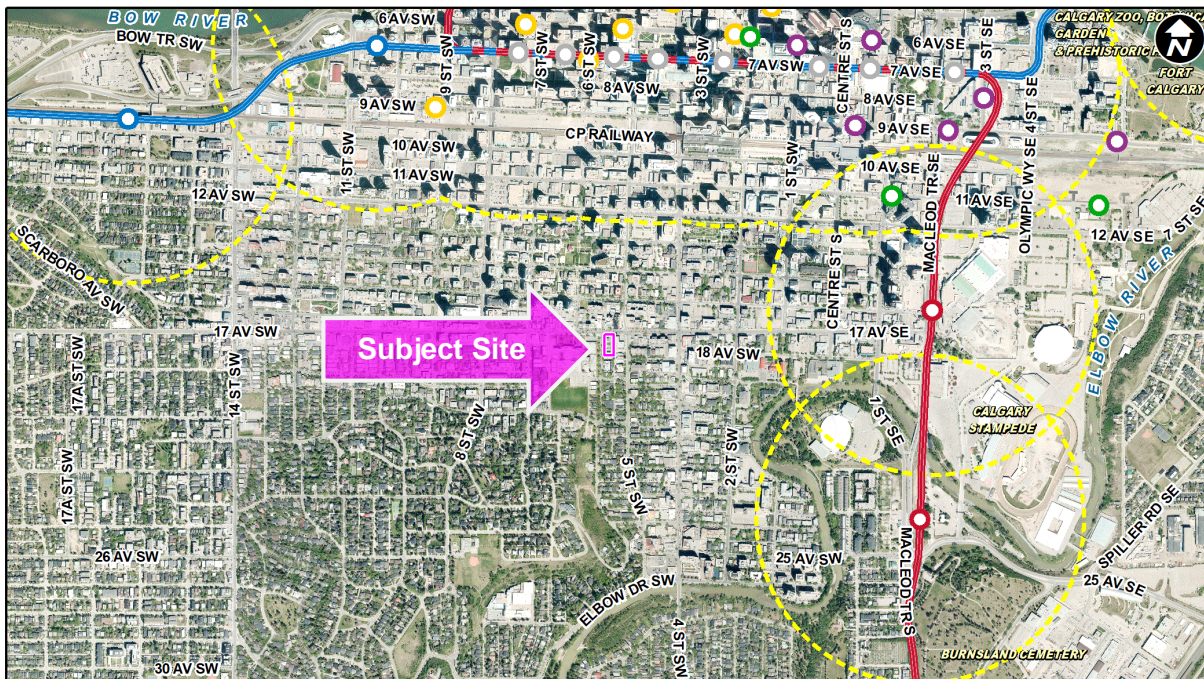 BOW RIVER
BOW TR SW
6 AV SW
9 ST SW
7 ST SW
6 ST SW
3 ST SW
7 AV SW
CENTRE ST S
6 AV SE
3 ST SE
CALGARY ZOO, BOTA
GARDEN
& PREHISTORIC P
N
FORT
CALGARY
8 AV SW
7 AV SE
9 AV SW
8 AV SE
CP RAILWAY
9 AV SE
OLYMPIC WY SE
4 ST SE
10 AV SW
11 ST SW
11 AV SW
1 ST SW
10 AV SE
MACLEOD TR SE
12 AV SW
11 AV SE
12 AV SE
7 ST SE
SCARBORO AV SW
CENTRE ST S
ELBOW RIVER
17 AV SW
17 AV SE
Subject Site
18 AV SW
17A ST SW
14 ST SW
8 ST SW
1 ST SE
CALGARY
STAMPEDE
17A ST SW
5 ST SW
2 ST SW
26 AV SW
25 AV SW
MACLEOD TR S
SPILLER RD SE
25 AV SE
ELBOW DR SW
4 ST SW
BURNSLAND CEMETERY
30 AV SW